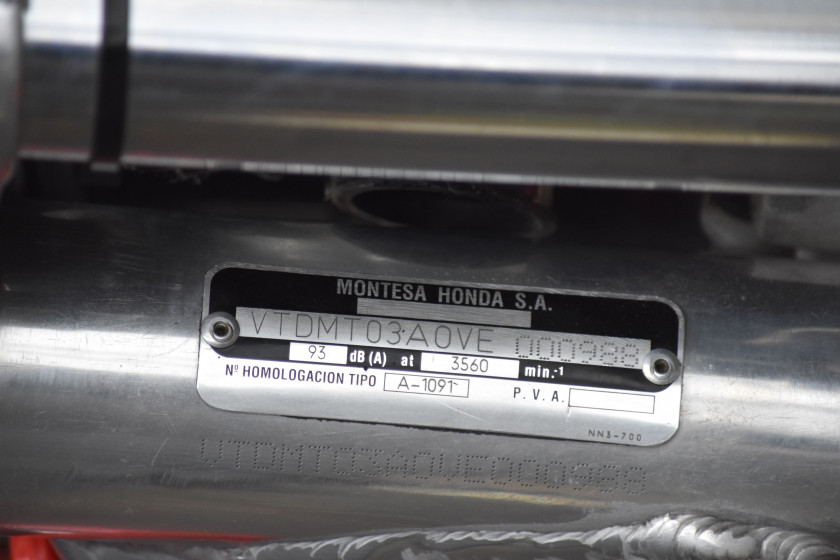 MONTESA HONDA S.A.
VTDMT03A0VE 000988
93 dB (A) at 3560 min.-1
Nº HOMOLOGACION TIPO A-1091 P.V.A.
NN3-700
VTDMT03A0VE000988